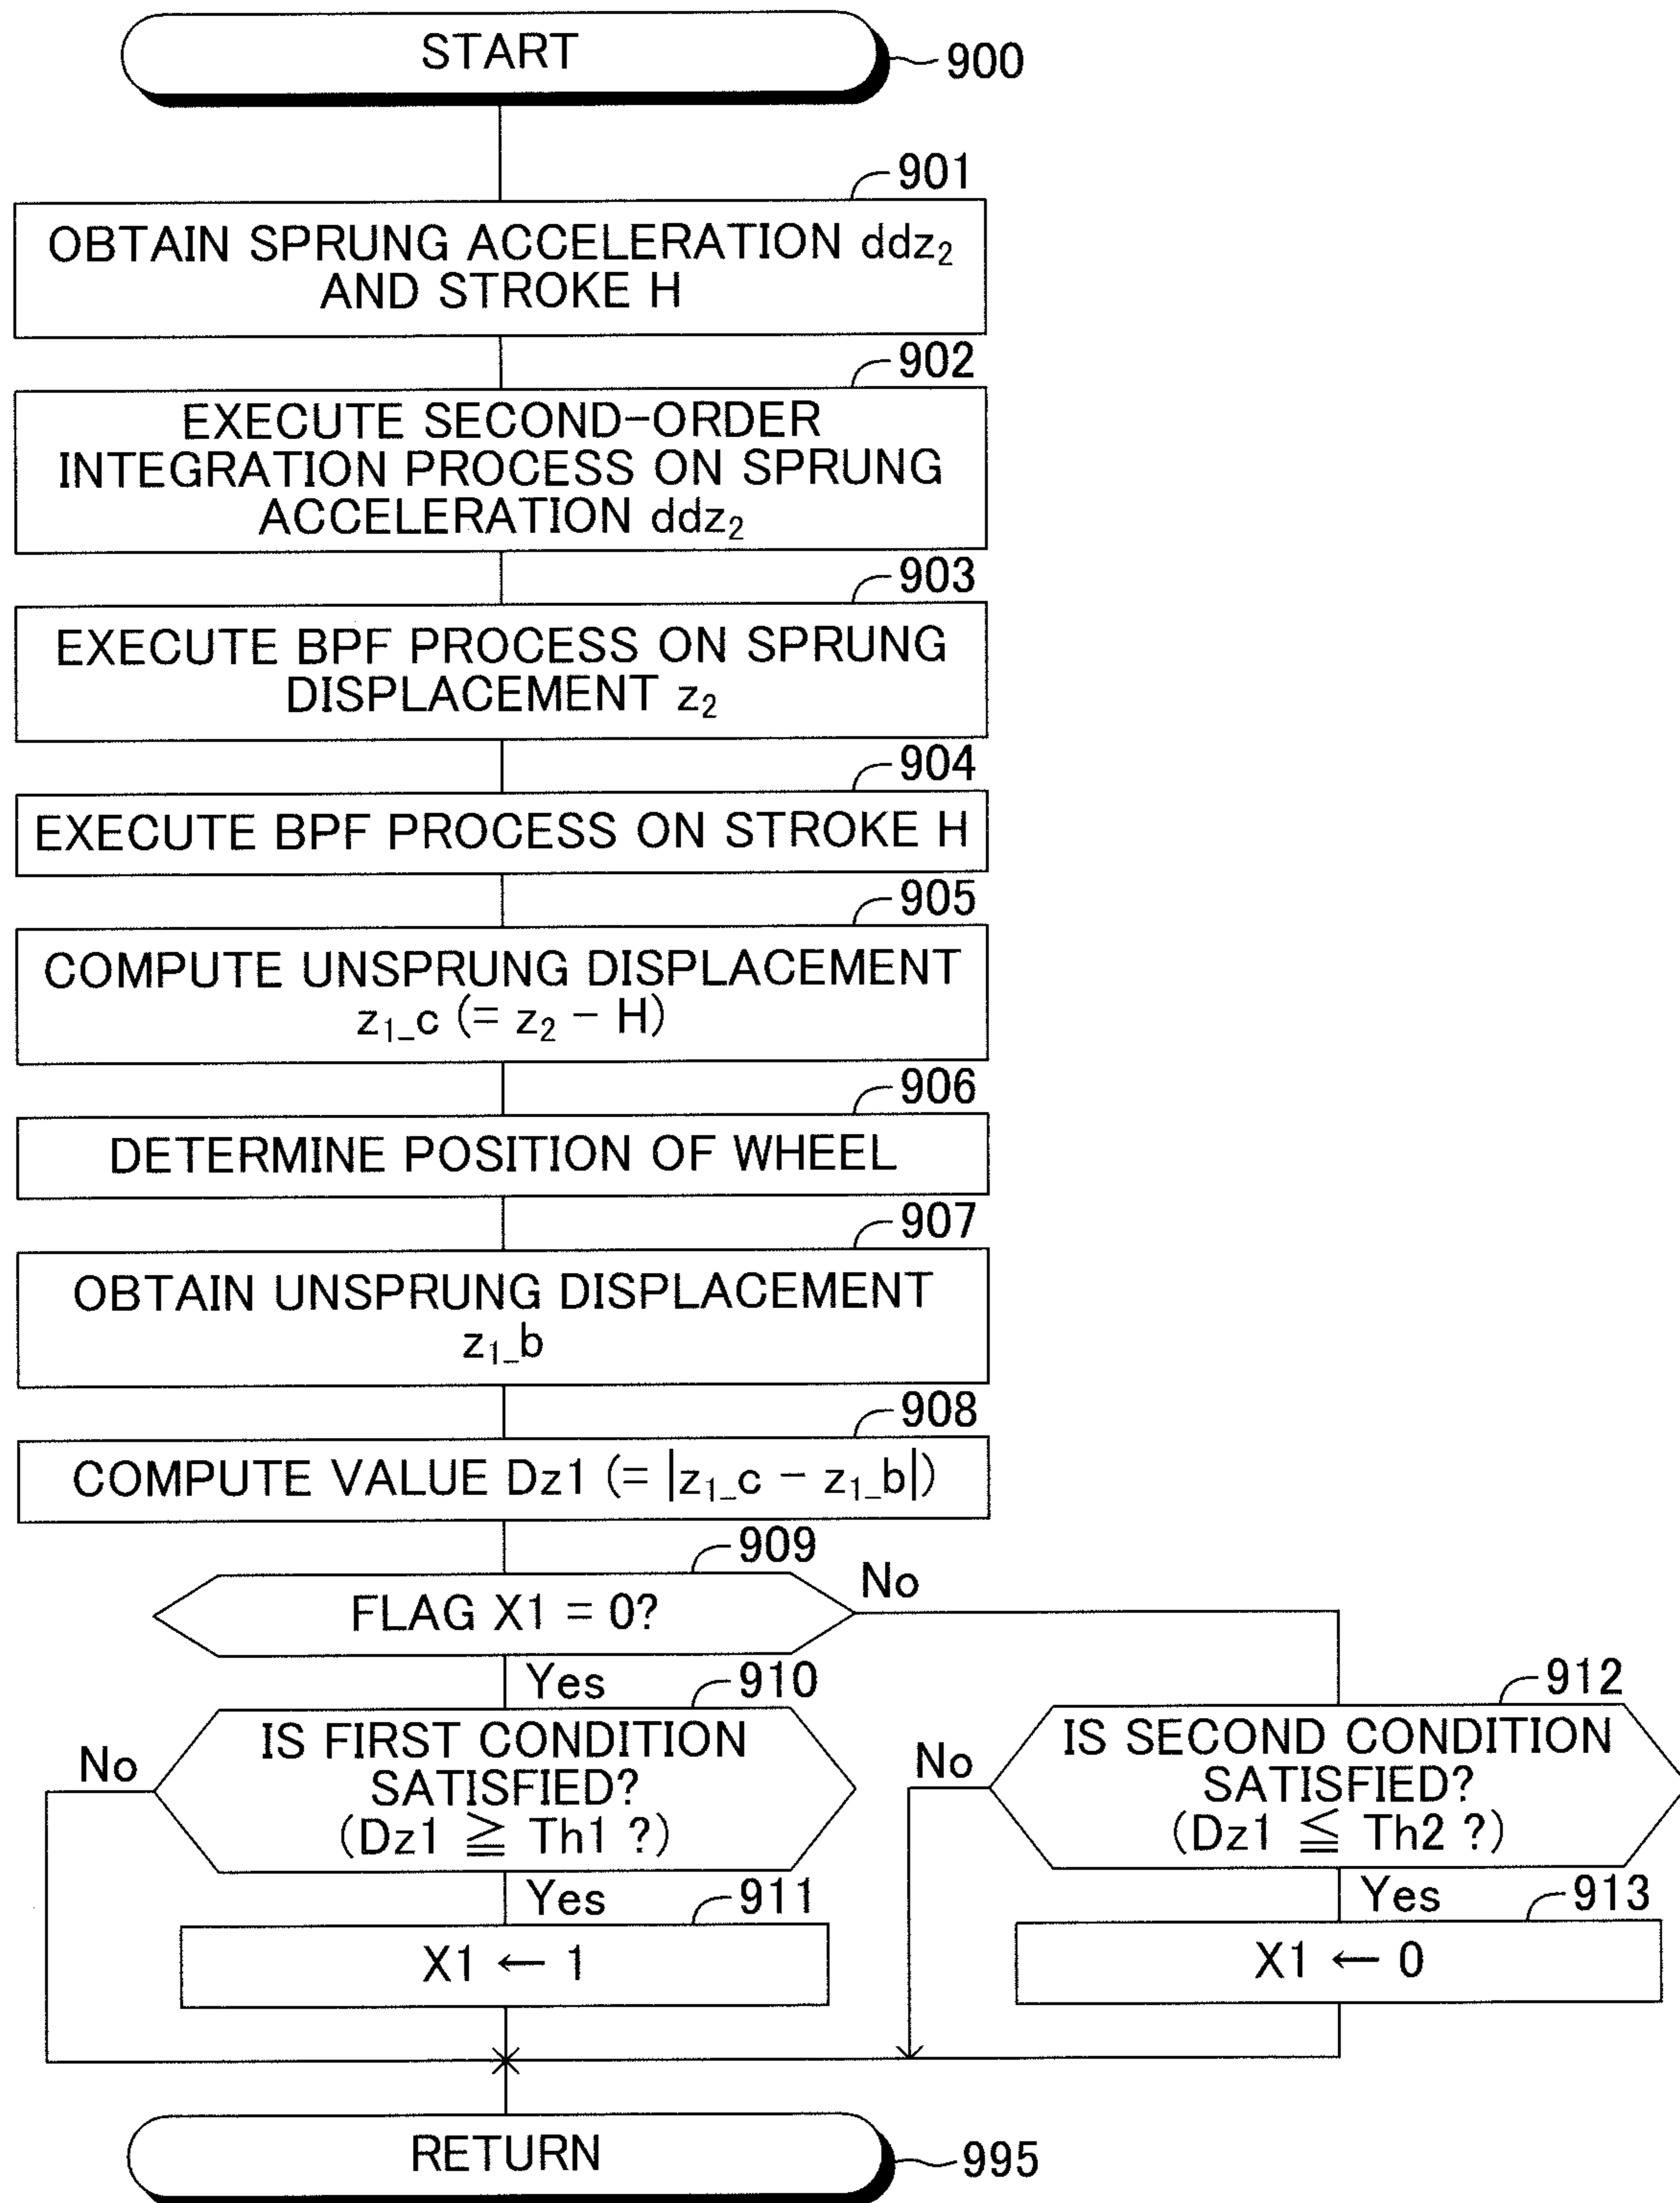 START
900
901
OBTAIN SPRUNG ACCELERATION ddz₂
AND STROKE H
902
EXECUTE SECOND-ORDER
INTEGRATION PROCESS ON SPRUNG
ACCELERATION ddz₂
903
EXECUTE BPF PROCESS ON SPRUNG
DISPLACEMENT z₂
904
EXECUTE BPF PROCESS ON STROKE H
905
COMPUTE UNSPRUNG DISPLACEMENT
z₁_c (= z₂ − H)
906
DETERMINE POSITION OF WHEEL
907
OBTAIN UNSPRUNG DISPLACEMENT
z₁_b
908
COMPUTE VALUE Dz1 (= |z₁_c − z₁_b|)
909
FLAG X1 = 0?
No
Yes
910
IS FIRST CONDITION
SATISFIED?
(Dz1 ≧ Th1 ?)
No
Yes
911
X1 ← 1
912
IS SECOND CONDITION
SATISFIED?
(Dz1 ≦ Th2 ?)
No
Yes
913
X1 ← 0
RETURN
995